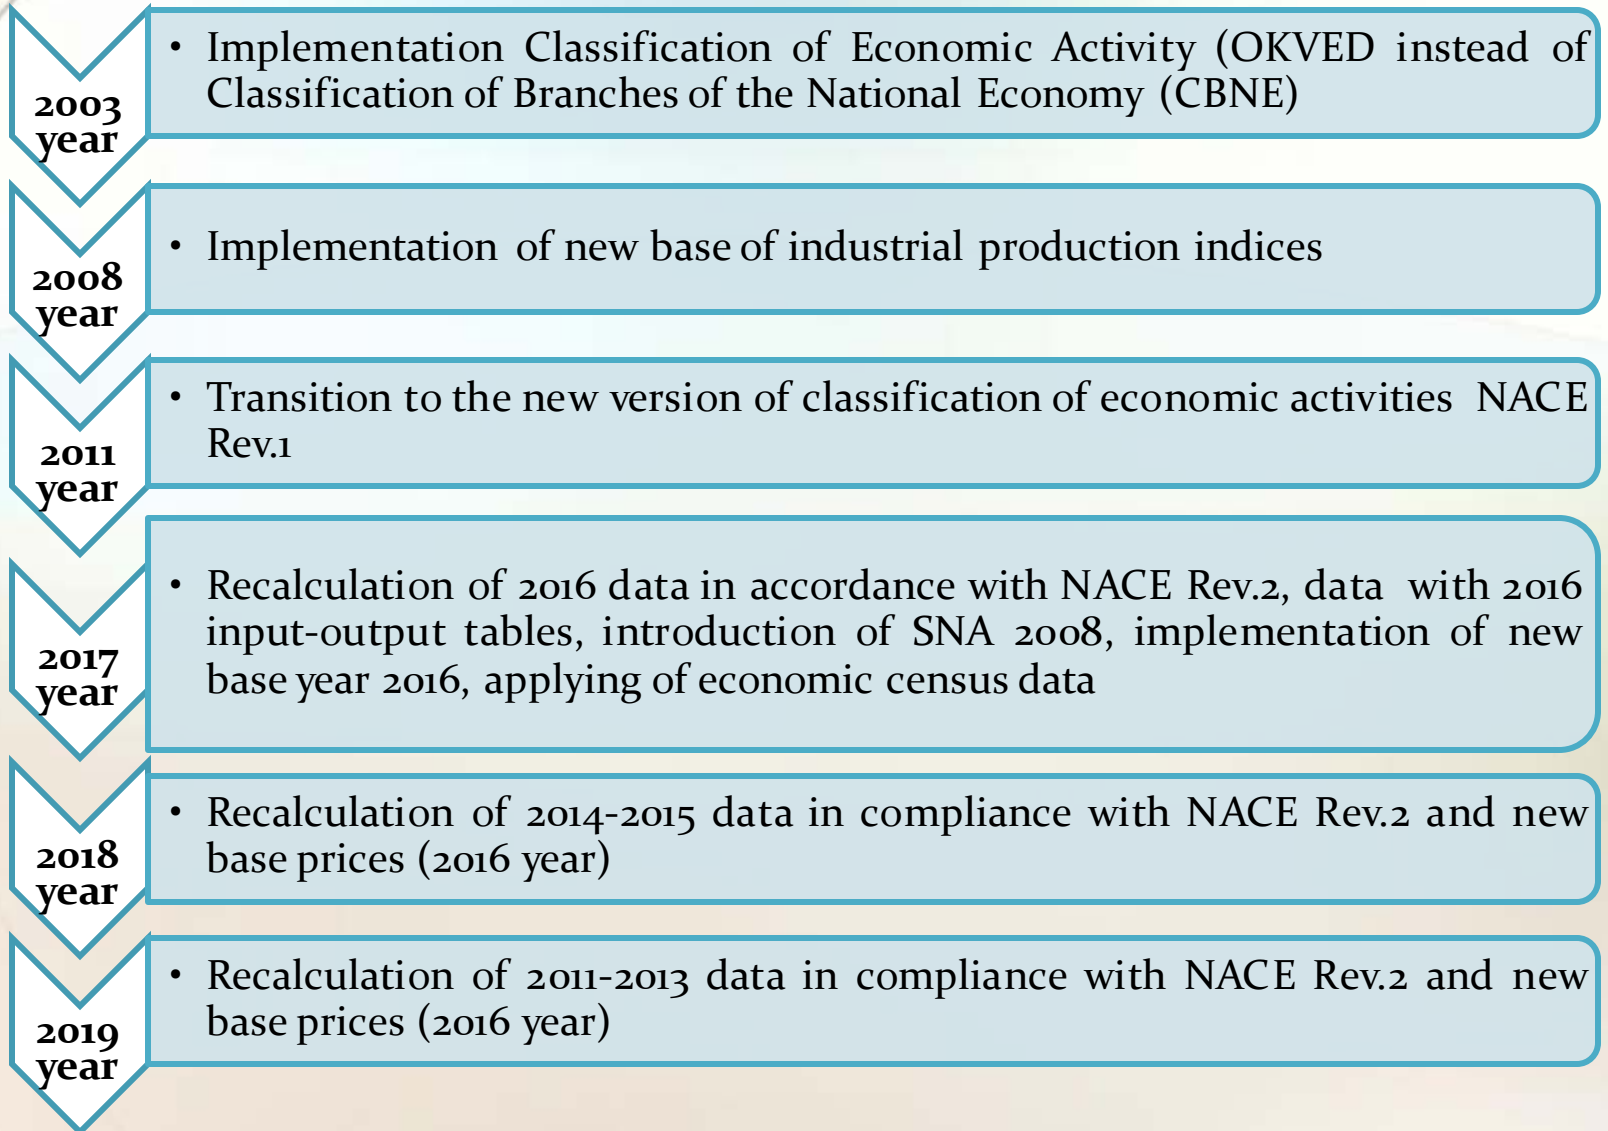 2003
year
• Implementation Classification of Economic Activity (OKVED instead of
Classification of Branches of the National Economy (CBNE)
2008
year
• Implementation of new base of industrial production indices
2011
year
• Transition to the new version of classification of economic activities NACE
Rev.1
2017
year
• Recalculation of 2016 data in accordance with NACE Rev.2, data with 2016
input-output tables, introduction of SNA 2008, implementation of new
base year 2016, applying of economic census data
2018
year
• Recalculation of 2014-2015 data in compliance with NACE Rev.2 and new
base prices (2016 year)
2019
year
• Recalculation of 2011-2013 data in compliance with NACE Rev.2 and new
base prices (2016 year)